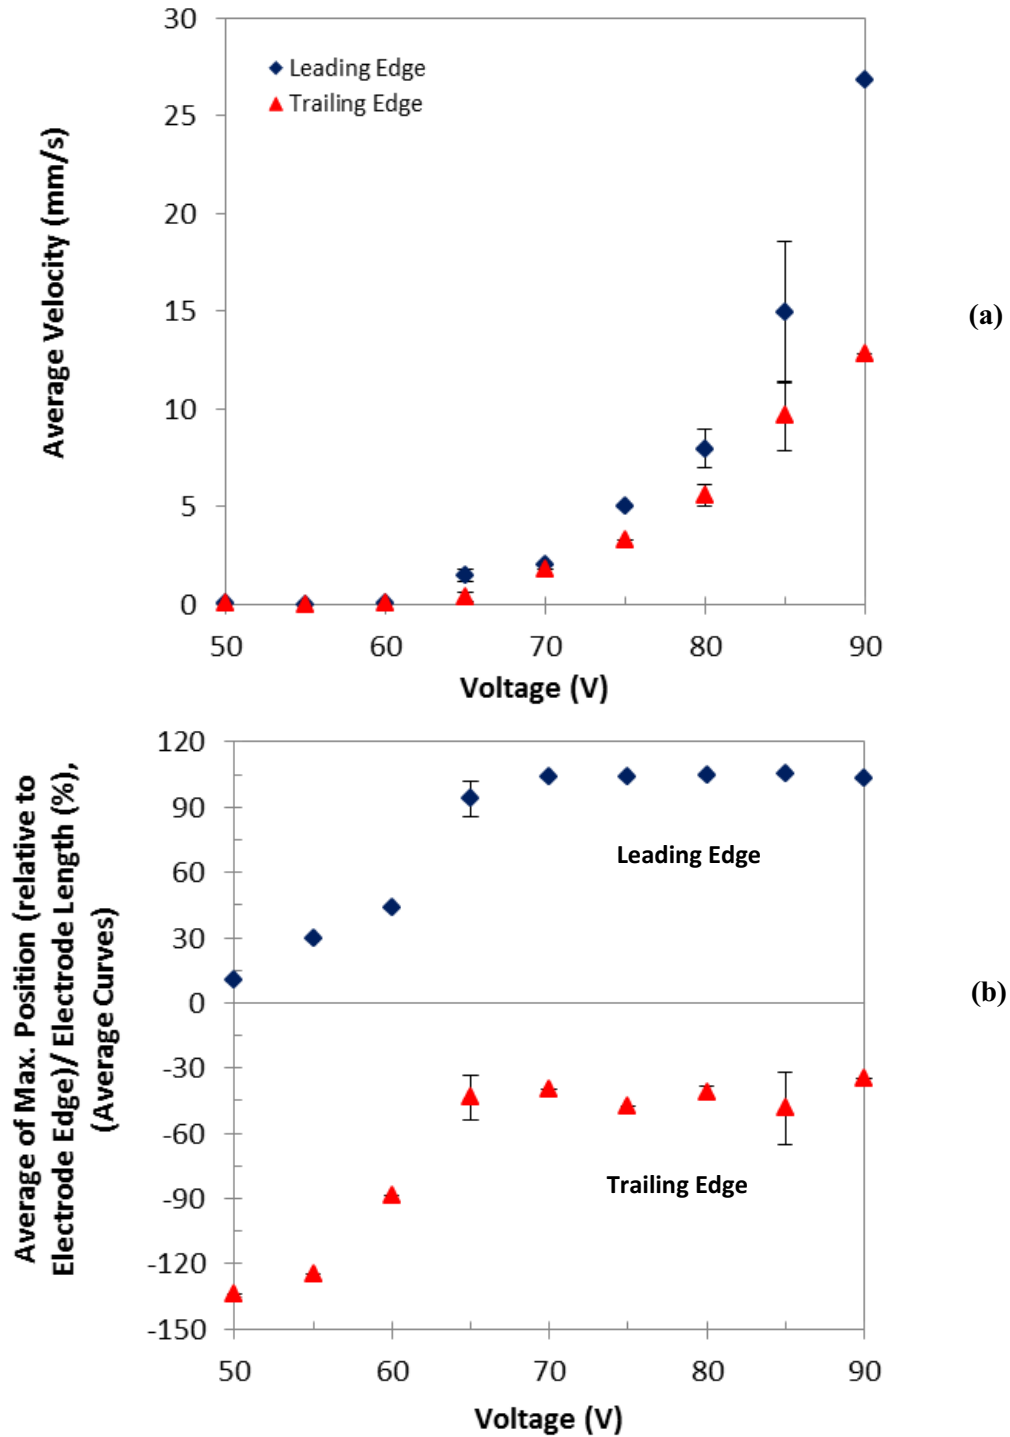 30
25
20
15
10
5
0
Average Velocity (mm/s)
Leading Edge
Trailing Edge
50 60 70 80 90
Voltage (V)
(a)
120
90
60
30
0
-30
-60
-90
-120
-150
Average of Max. Position (relative to
Electrode Edge)/ Electrode Length (%),
(Average Curves)
Leading Edge
Trailing Edge
50 60 70 80 90
Voltage (V)
(b)